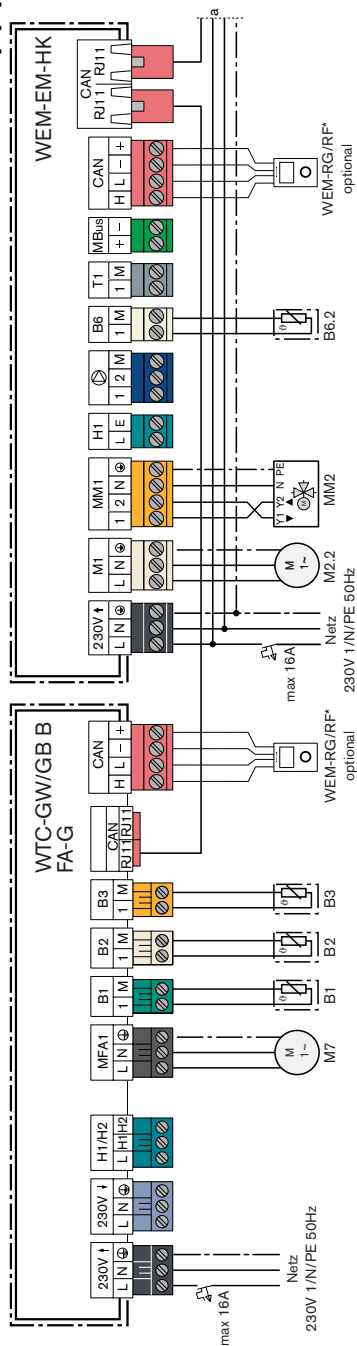 WTC-GW/GB B
FA-G
230V ↑
L N ⏚
230V ↓
L N ⏚
H1/H2
L H1 H2
MFA1
L N ⏚
B1
1 M
B2
1 M
B3
1 M
CAN
RJ11 RJ11
CAN
H L − +
max 16A
Netz
230V 1/N/PE 50Hz
M
1~
M7
ϑ
B1
ϑ
B2
ϑ
B3
WEM-RG/RF*
optional
WEM-EM-HK
230V ↑
L N ⏚
M1
L N ⏚
MM1
1 2 N ⏚
H1
L E
1 2 M
B6
1 M
T1
1 M
MBus
+ −
CAN
H L − +
CAN
RJ11 RJ11
max 16A
Netz
230V 1/N/PE 50Hz
M
1~
M2.2
Y1 Y2 N PE
▼ ▲
M
MM2
ϑ
B6.2
WEM-RG/RF*
optional
a